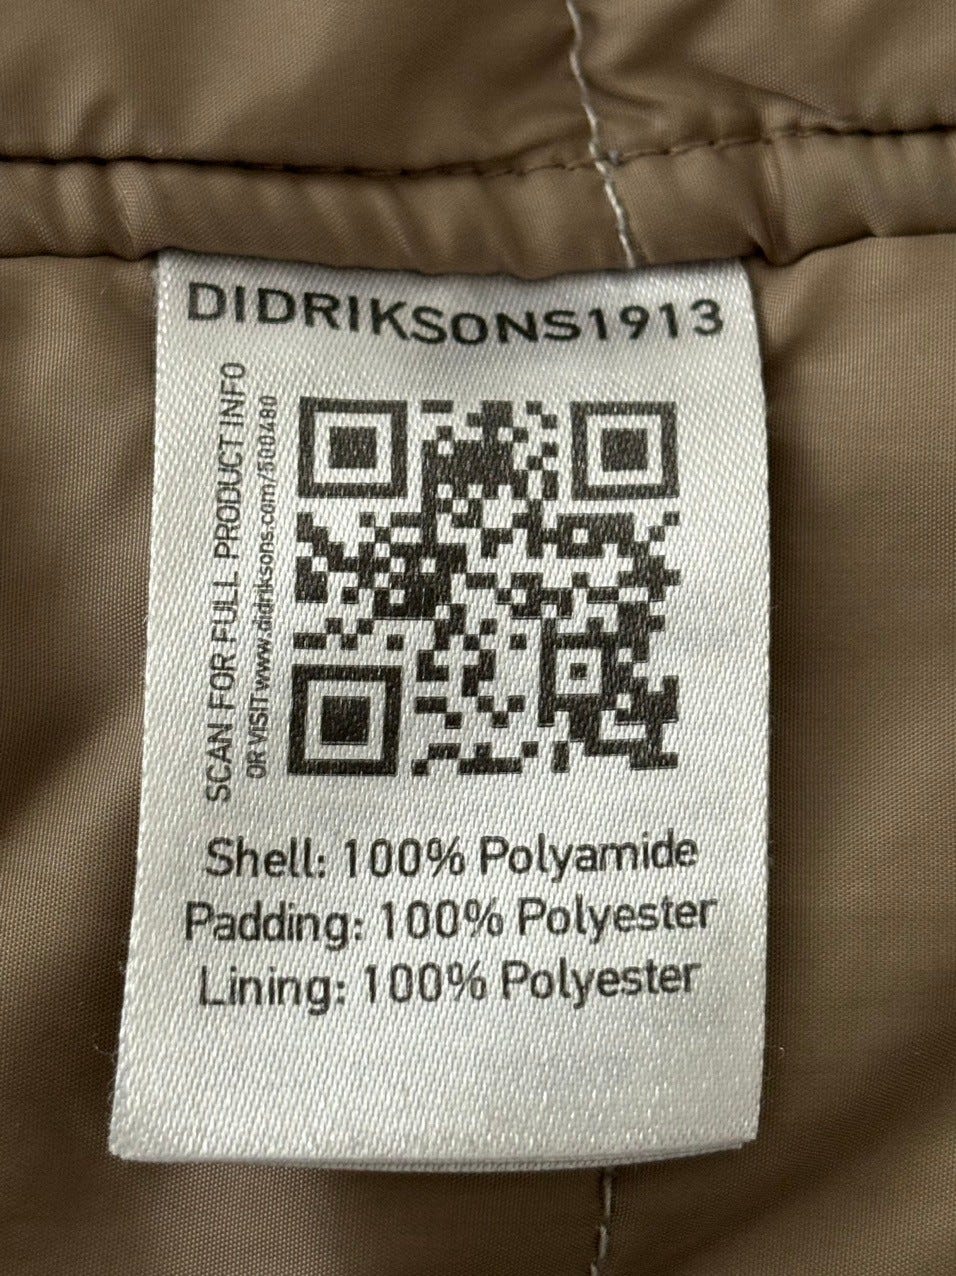 DIDRIKSONS1913
SCAN FOR FULL PRODUCT INFO
OR VISIT www.didriksons.com/500480
Shell: 100% Polyamide
Padding: 100% Polyester
Lining: 100% Polyester